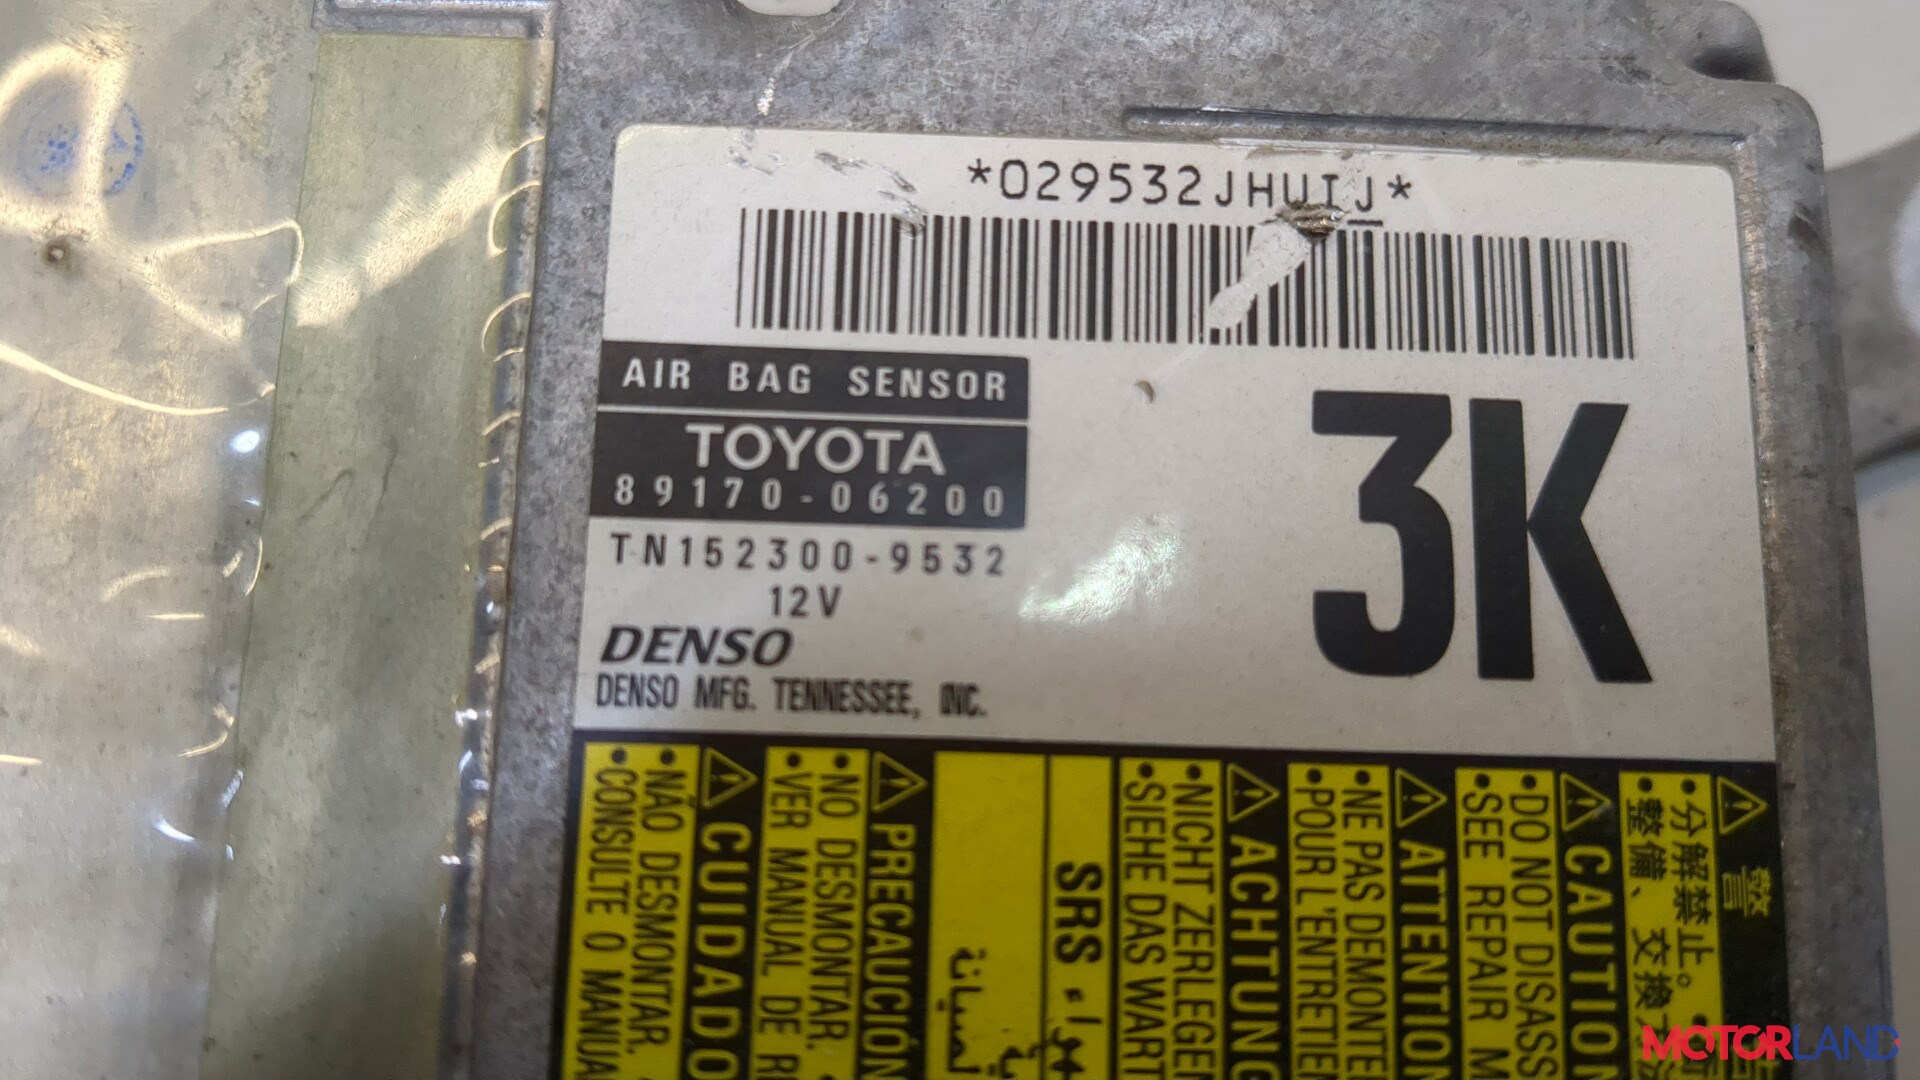 *029532JHUIJ*
AIR BAG SENSOR
TOYOTA
89170-06200
TN152300-9532
12V
DENSO
DENSO MFG. TENNESSEE, INC.
3K
警
・分解禁止。
・整備、交換
CAUTION
・DO NOT DISASS
・SEE REPAIR M
ATTENTION
・NE PAS DEMONTE
・POUR L'ENTRETIEN
ACHTUNG
・NICHT ZERLEGEN
・SIEHE DAS WART
SRS
PRECAUCIÓN
・NO DESMONTAR.
・VER MANUAL DE R
CUIDADO
・NÃO DESMONTAR.
・CONSULTE O MANUA
MOTORLAND